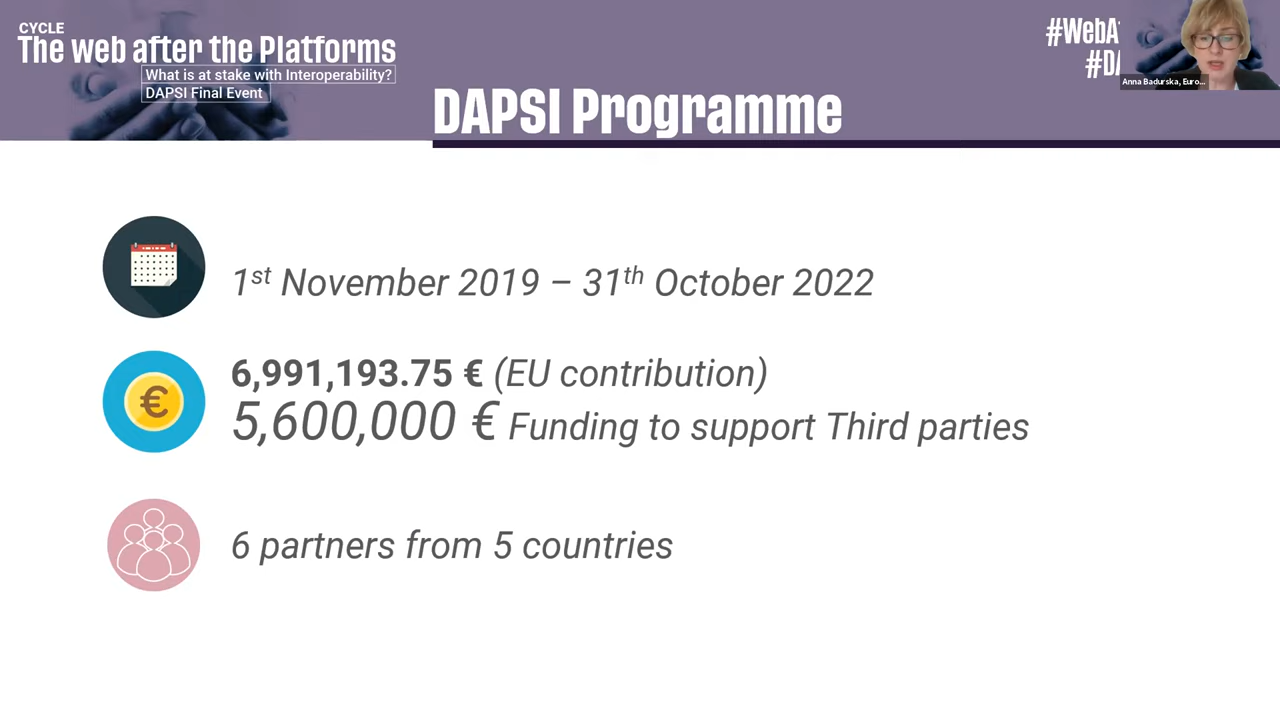 CYCLE
The web after the Platforms
What is at stake with Interoperability?
DAPSI Final Event
#WebA
#DA
Anna Badurska, Euro...
DAPSI Programme
1st November 2019 – 31th October 2022
€
6,991,193.75 € (EU contribution)
5,600,000 € Funding to support Third parties
6 partners from 5 countries